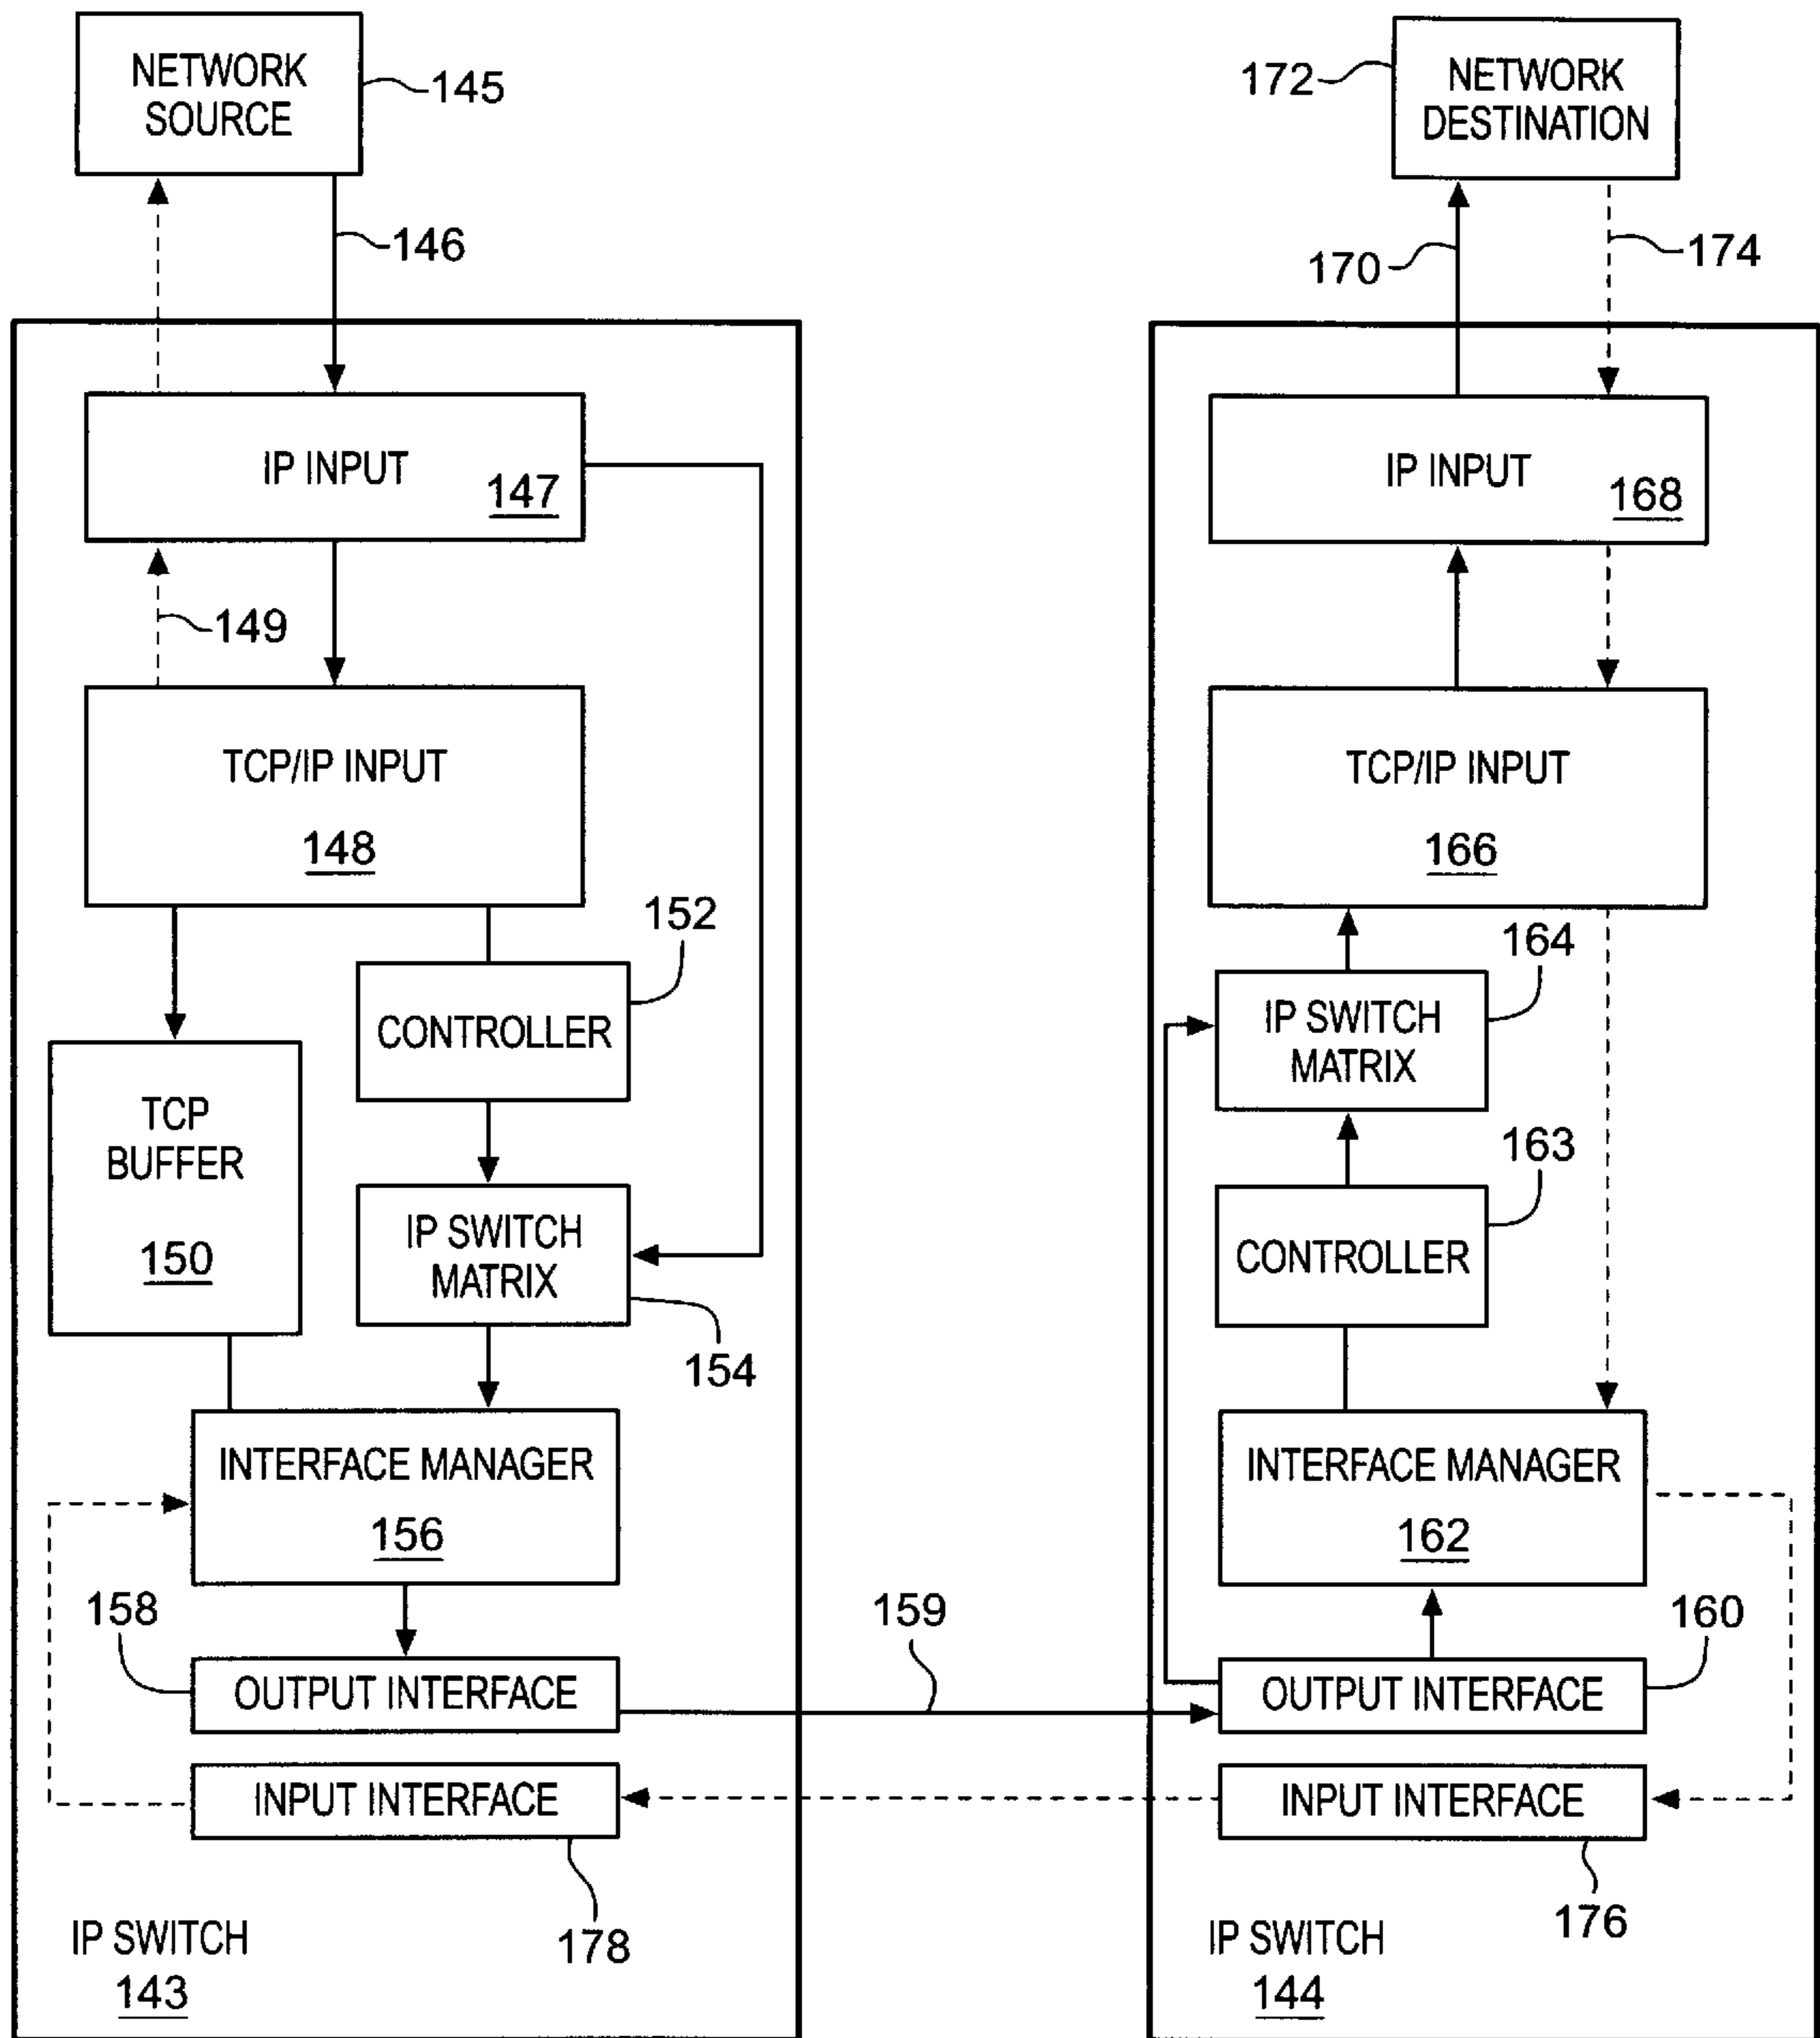 NETWORK
SOURCE
145
146
IP INPUT
147
149
TCP/IP INPUT
148
152
CONTROLLER
TCP
BUFFER
150
IP SWITCH
MATRIX
154
INTERFACE MANAGER
156
158
OUTPUT INTERFACE
159
INPUT INTERFACE
178
IP SWITCH
143
172
NETWORK
DESTINATION
170
174
IP INPUT
168
TCP/IP INPUT
166
164
IP SWITCH
MATRIX
163
CONTROLLER
INTERFACE MANAGER
162
160
OUTPUT INTERFACE
INPUT INTERFACE
176
IP SWITCH
144